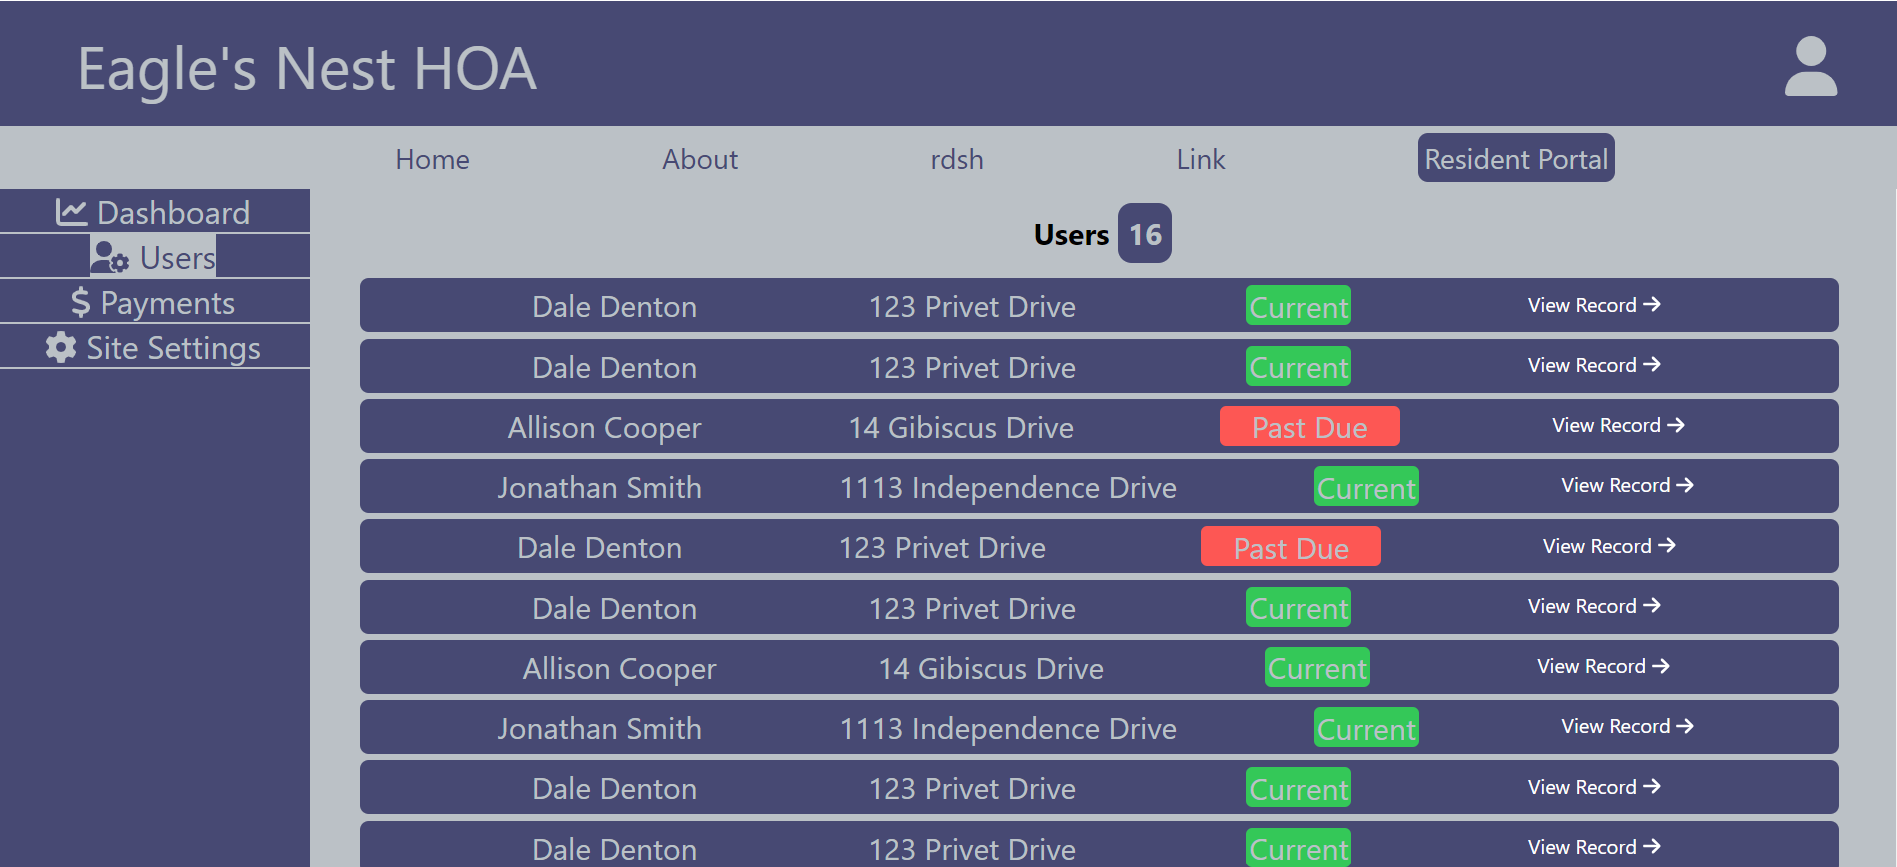 Eagle's Nest HOA
Home About rdsh Link Resident Portal
Dashboard
Users
Payments
Site Settings
Users 16
Dale Denton 123 Privet Drive Current View Record
Dale Denton 123 Privet Drive Current View Record
Allison Cooper 14 Gibiscus Drive Past Due View Record
Jonathan Smith 1113 Independence Drive Current View Record
Dale Denton 123 Privet Drive Past Due View Record
Dale Denton 123 Privet Drive Current View Record
Allison Cooper 14 Gibiscus Drive Current View Record
Jonathan Smith 1113 Independence Drive Current View Record
Dale Denton 123 Privet Drive Current View Record
Dale Denton 123 Privet Drive Current View Record